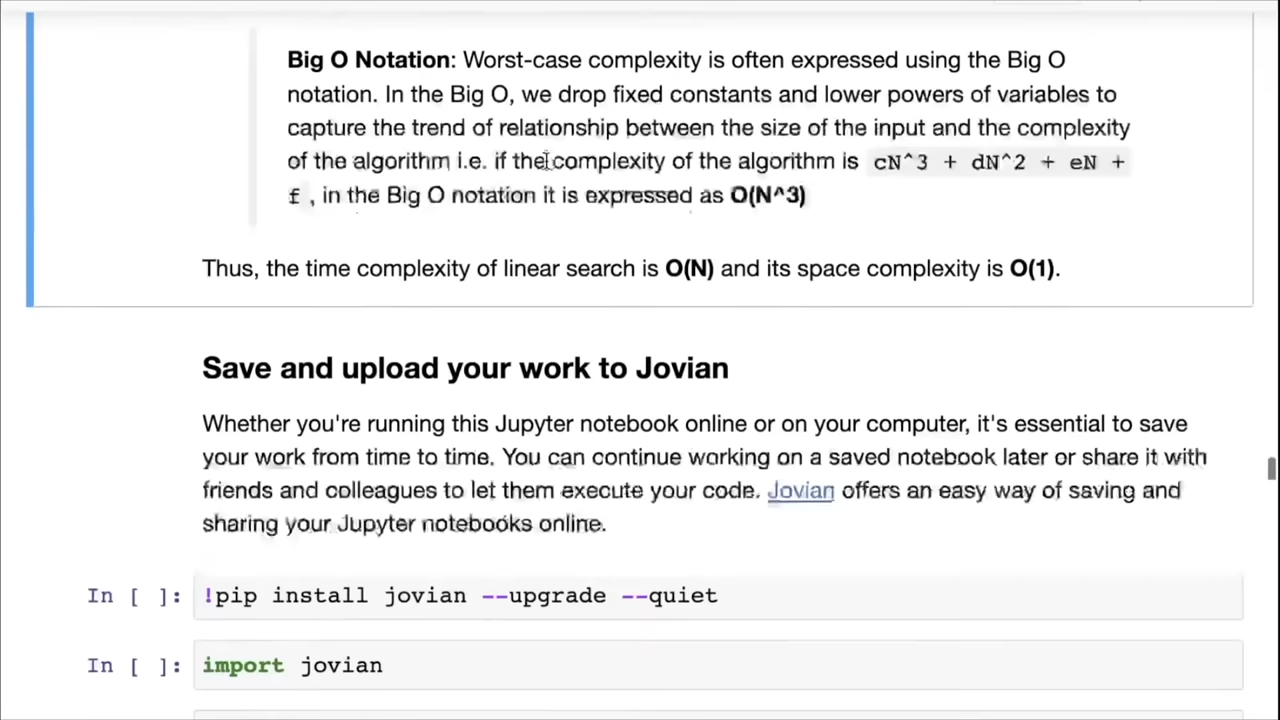 Big O Notation: Worst-case complexity is often expressed using the Big O
notation. In the Big O, we drop fixed constants and lower powers of variables to
capture the trend of relationship between the size of the input and the complexity
of the algorithm i.e. if the complexity of the algorithm is cN^3 + dN^2 + eN +
f , in the Big O notation it is expressed as O(N^3)
Thus, the time complexity of linear search is O(N) and its space complexity is O(1).
Save and upload your work to Jovian
Whether you're running this Jupyter notebook online or on your computer, it's essential to save
your work from time to time. You can continue working on a saved notebook later or share it with
friends and colleagues to let them execute your code. Jovian offers an easy way of saving and
sharing your Jupyter notebooks online.
In [ ]: !pip install jovian --upgrade --quiet
In [ ]: import jovian